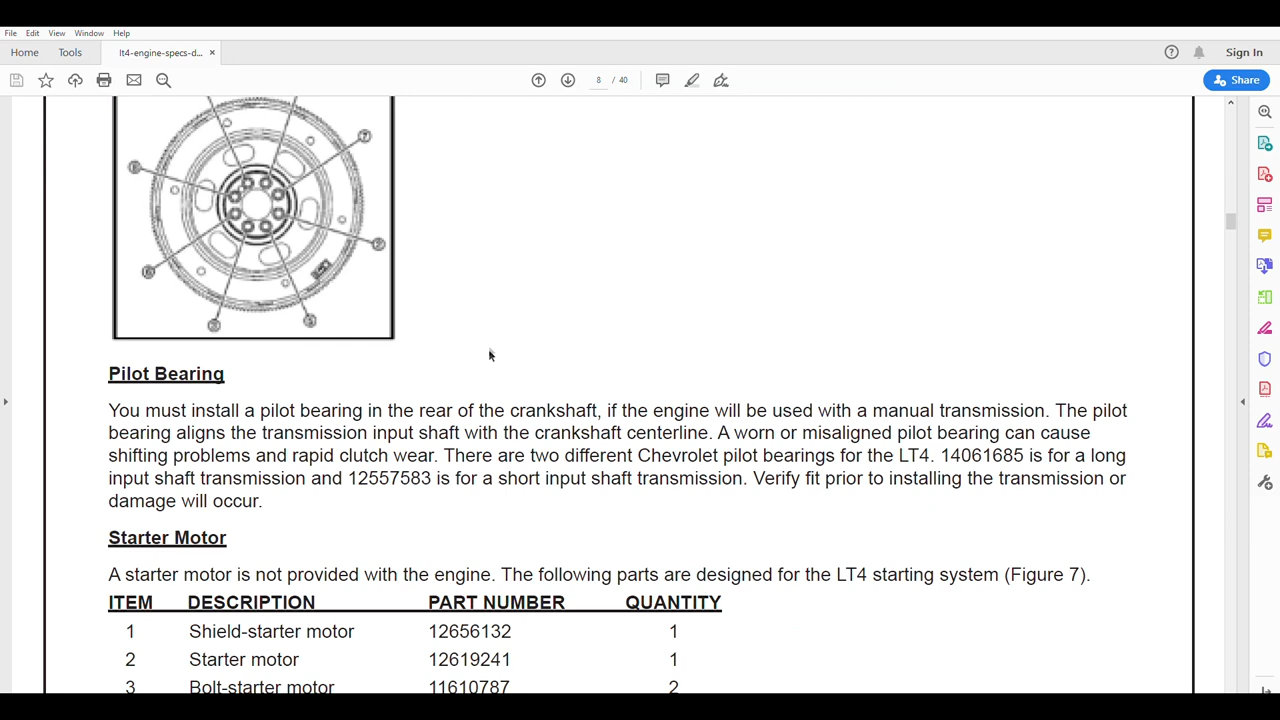 File Edit View Window Help
Home Tools lt4-engine-specs-d... × Sign In
8 / 40 Share
Pilot Bearing
You must install a pilot bearing in the rear of the crankshaft, if the engine will be used with a manual transmission. The pilot
bearing aligns the transmission input shaft with the crankshaft centerline. A worn or misaligned pilot bearing can cause
shifting problems and rapid clutch wear. There are two different Chevrolet pilot bearings for the LT4. 14061685 is for a long
input shaft transmission and 12557583 is for a short input shaft transmission. Verify fit prior to installing the transmission or
damage will occur.
Starter Motor
A starter motor is not provided with the engine. The following parts are designed for the LT4 starting system (Figure 7).
ITEM DESCRIPTION PART NUMBER QUANTITY
1 Shield-starter motor 12656132 1
2 Starter motor 12619241 1
3 Bolt-starter motor 11610787 2